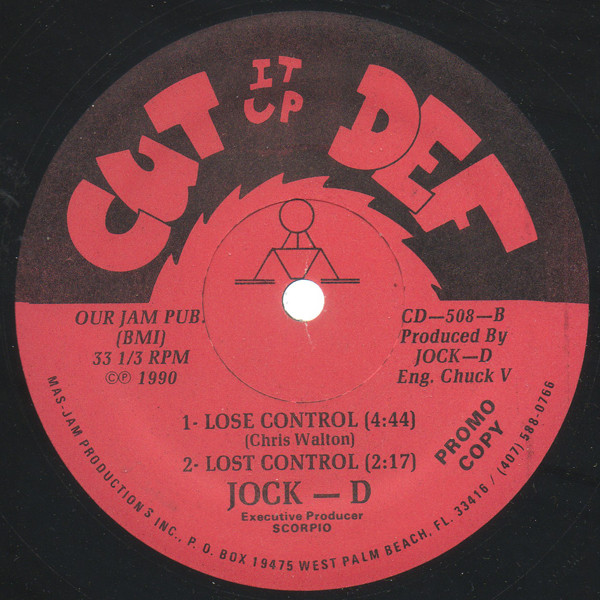 CUT IT UP DEF
OUR JAM PUB.
(BMI)
33 1/3 RPM
©℗ 1990
CD—508—B
Produced By
JOCK—D
Eng. Chuck V
1- LOSE CONTROL (4:44)
(Chris Walton)
2- LOST CONTROL (2:17)
JOCK — D
Executive Producer
SCORPIO
PROMO
COPY
MAS-JAM PRODUCTIONS INC., P. O. BOX 19475 WEST PALM BEACH, FL. 33416 / (407) 588-0766